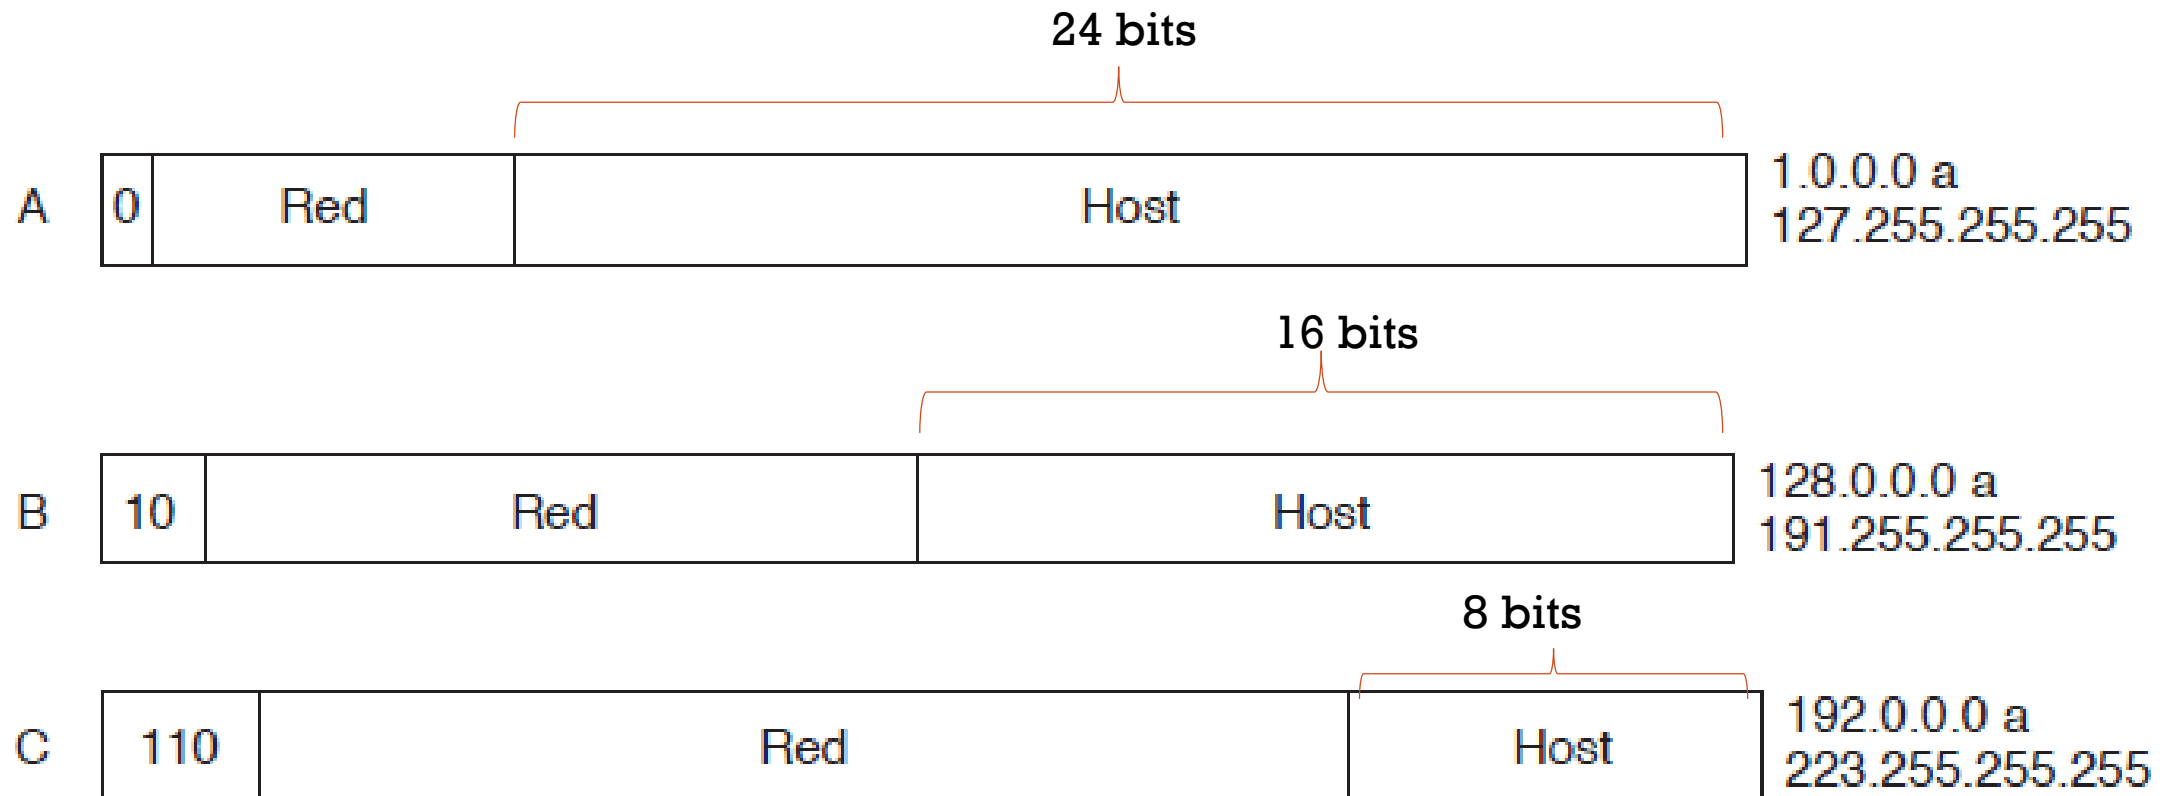 24 bits
A 0 Red Host 1.0.0.0 a
127.255.255.255
16 bits
B 10 Red Host 128.0.0.0 a
191.255.255.255
8 bits
C 110 Red Host 192.0.0.0 a
223.255.255.255